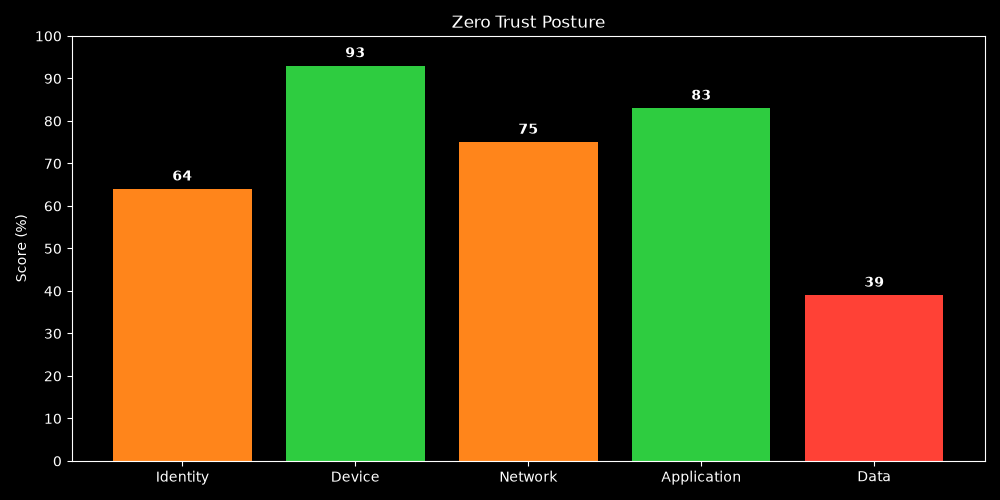 Zero Trust Posture
Score (%)
100
90
80
70
60
50
40
30
20
10
0
64
93
75
83
39
Identity
Device
Network
Application
Data